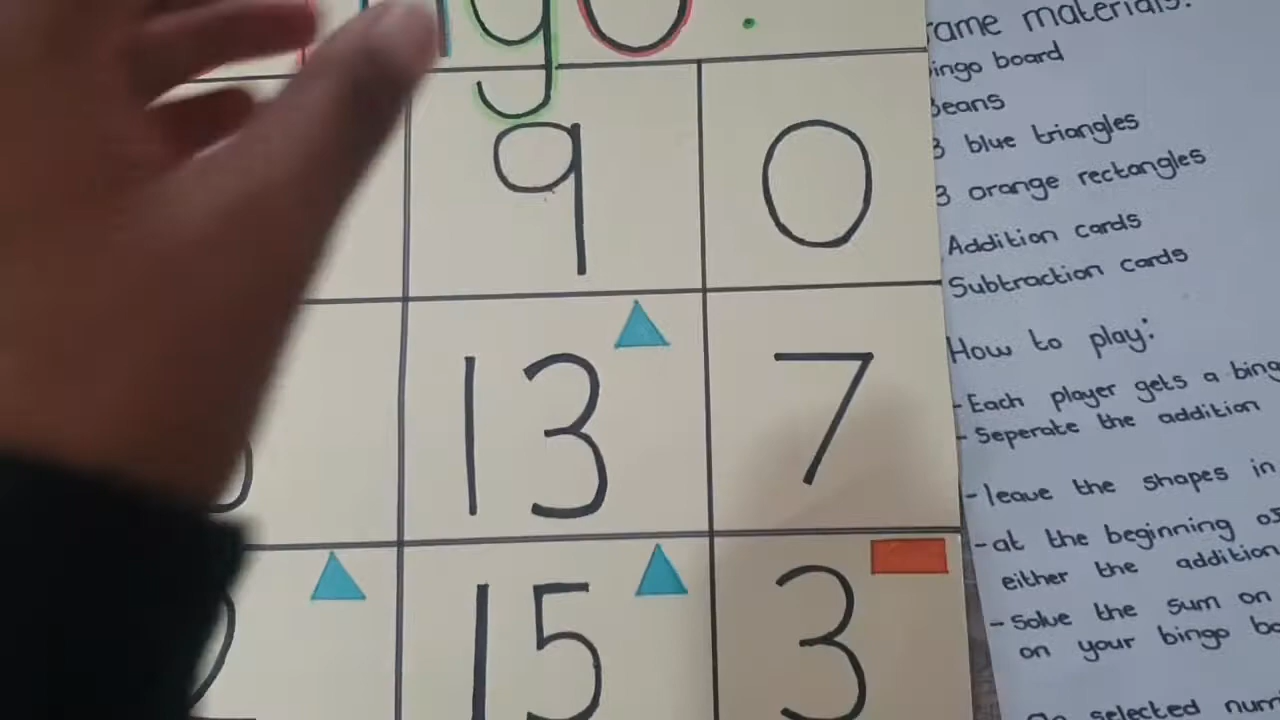 9 0
13 7
15 3
ame materials:
ingo board
Beans
3 blue triangles
3 orange rectangles
Addition cards
Subtraction cards
How to play:
-Each player gets a bing
- Seperate the addition
-leave the shapes in
-at the beginning of
either the addition
- Solve the sum on
on your bingo bo
selected num